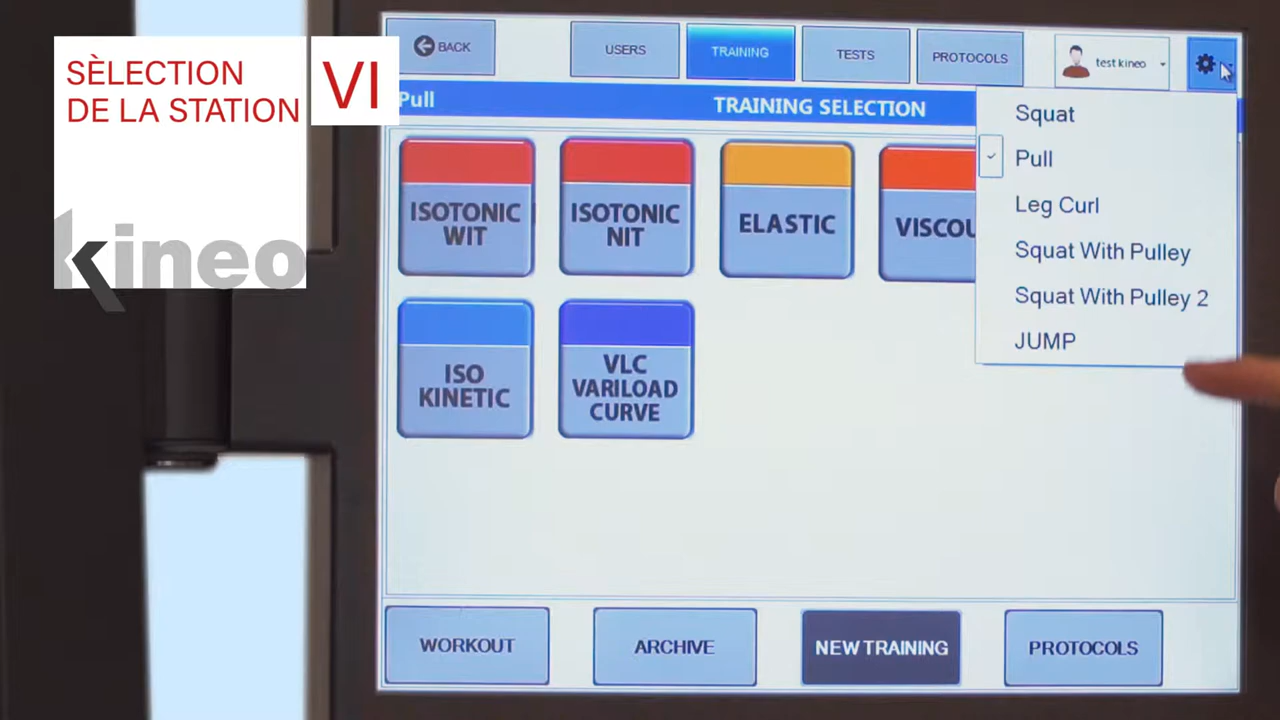 SÈLECTION
DE LA STATION
VI
kineo
BACK
USERS
TRAINING
TESTS
PROTOCOLS
test kineo
Pull
TRAINING SELECTION
Squat
Pull
Leg Curl
Squat With Pulley
Squat With Pulley 2
JUMP
ISOTONIC
WIT
ISOTONIC
NIT
ELASTIC
VISCOU
ISO
KINETIC
VLC
VARILOAD
CURVE
WORKOUT
ARCHIVE
NEW TRAINING
PROTOCOLS